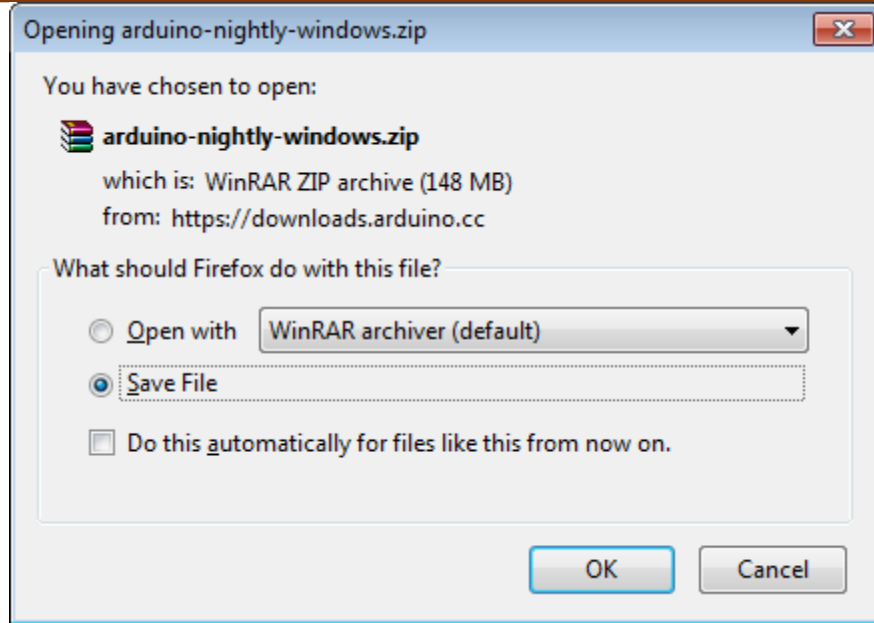 Opening arduino-nightly-windows.zip
You have chosen to open:
arduino-nightly-windows.zip
which is: WinRAR ZIP archive (148 MB)
from: https://downloads.arduino.cc
What should Firefox do with this file?
Open with WinRAR archiver (default)
Save File
Do this automatically for files like this from now on.
OK Cancel